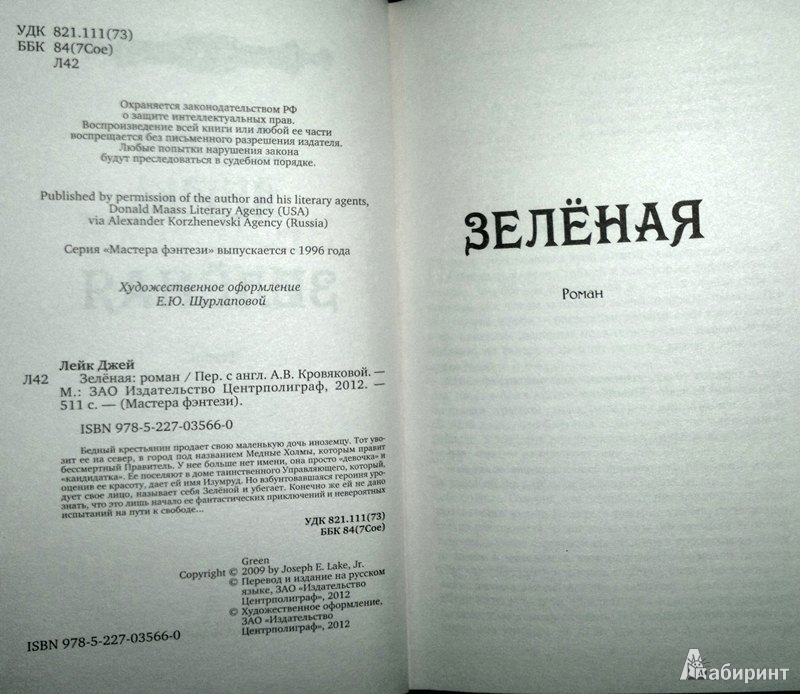 УДК 821.111(73)
ББК 84(7Сое)
Л42
Охраняется законодательством РФ
о защите интеллектуальных прав.
Воспроизведение всей книги или любой ее части
воспрещается без письменного разрешения издателя.
Любые попытки нарушения закона
будут преследоваться в судебном порядке.
Published by permission of the author and his literary agents,
Donald Maass Literary Agency (USA)
via Alexander Korzhenevski Agency (Russia)
Серия «Мастера фэнтези» выпускается с 1996 года
Художественное оформление
Е.Ю. Шурлаповой
Лейк Джей
Л42 Зелёная: роман / Пер. с англ. А.В. Кровяковой. —
М.: ЗАО Издательство Центрполиграф, 2012. —
511 с. — (Мастера фэнтези).
ISBN 978-5-227-03566-0
Бедный крестьянин продает свою маленькую дочь иноземцу. Тот уво-
зит ее на север, в город под названием Медные Холмы, которым правит
бессмертный Правитель. У нее больше нет имени, она просто «девочка» и
«кандидатка». Ее поселяют в доме таинственного Управляющего, который,
оценив ее красоту, дает ей имя Изумруд. Но взбунтовавшаяся героиня уро-
дует свое лицо, называет себя Зелёной и убегает. Конечно же ей не дано
знать, что это лишь начало ее фантастических приключений и невероятных
испытаний на пути к свободе...
УДК 821.111(73)
ББК 84(7Сое)
Green
Copyright © 2009 by Joseph E. Lake, Jr.
© Перевод и издание на русском
языке, ЗАО «Издательство
Центрполиграф», 2012
© Художественное оформление,
ЗАО «Издательство
Центрполиграф», 2012
ISBN 978-5-227-03566-0
ЗЕЛЁНАЯ
Роман
Лабиринт